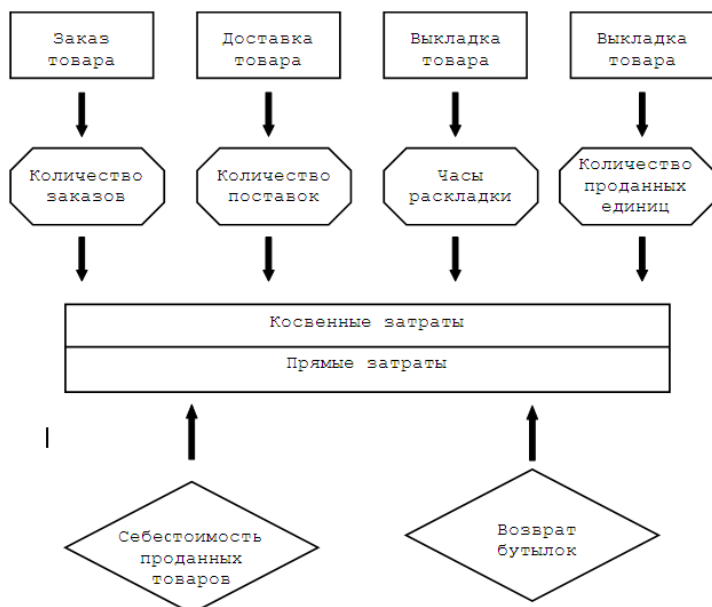 Заказ
товара
Доставка
товара
Выкладка
товара
Выкладка
товара
Количество
заказов
Количество
поставок
Часы
раскладки
Количество
проданных
единиц
Косвенные затраты
Прямые затраты
Себестоимость
проданных
товаров
Возврат
бутылок